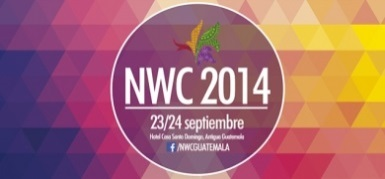 NWC 2014
23/24 septiembre
Hotel Casa Santo Domingo, Antigua Guatemala
f /NWCGUATEMALA